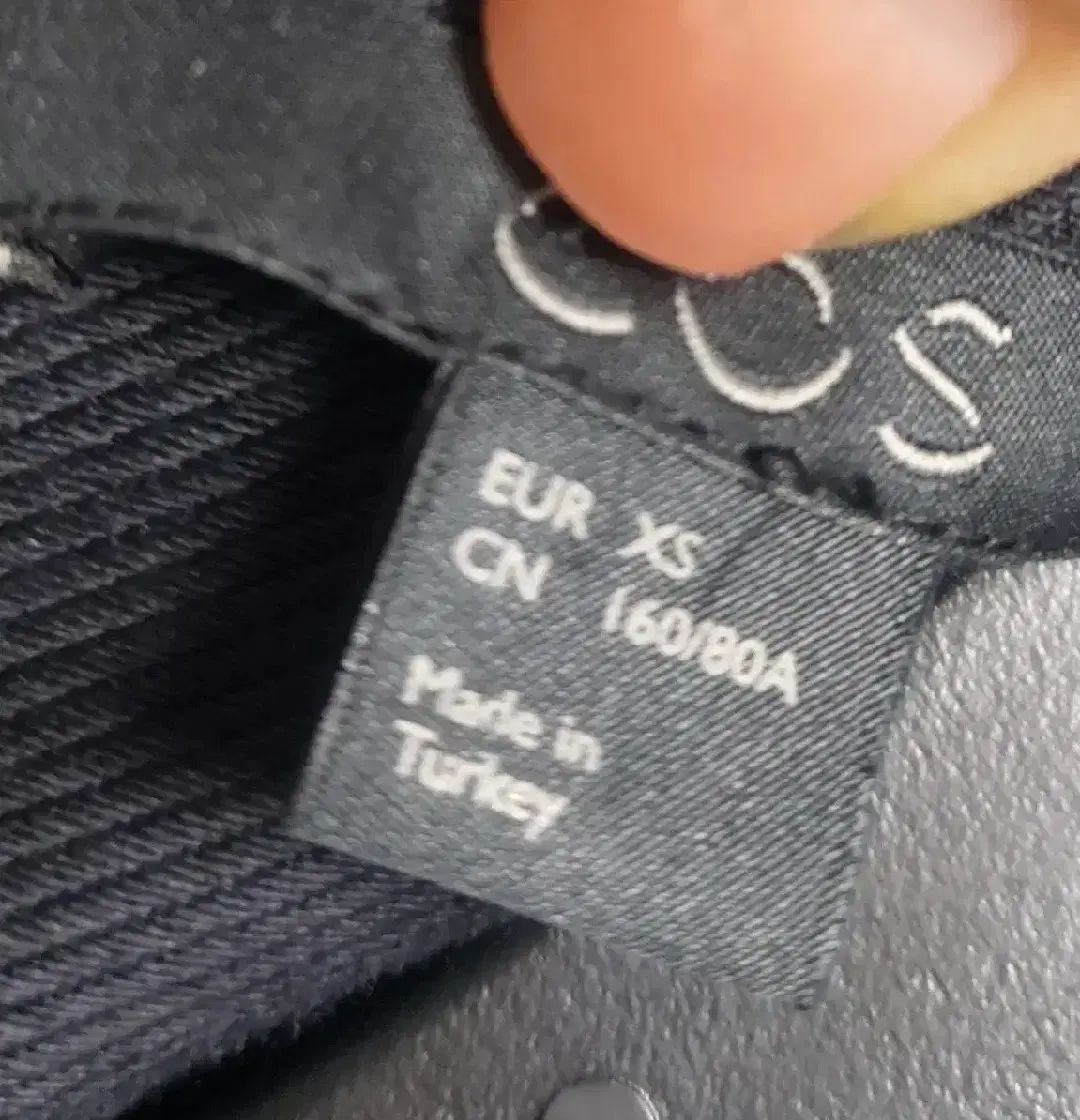 COS
EUR XS
CN 160/80A
Made in
Turkey